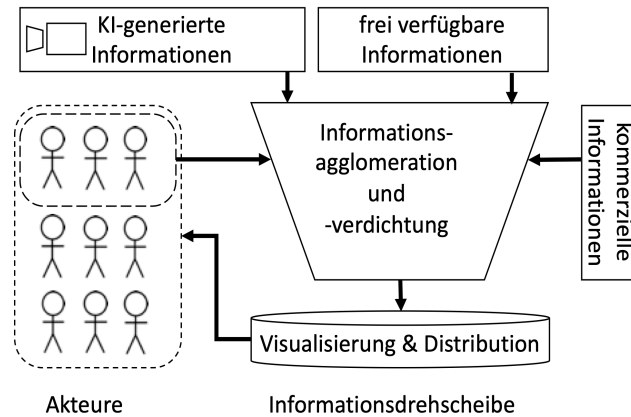 KI-generierte
Informationen
frei verfügbare
Informationen
Informations-
agglomeration
und
-verdichtung
kommerzielle
Informationen
Visualisierung & Distribution
Akteure
Informationsdrehscheibe